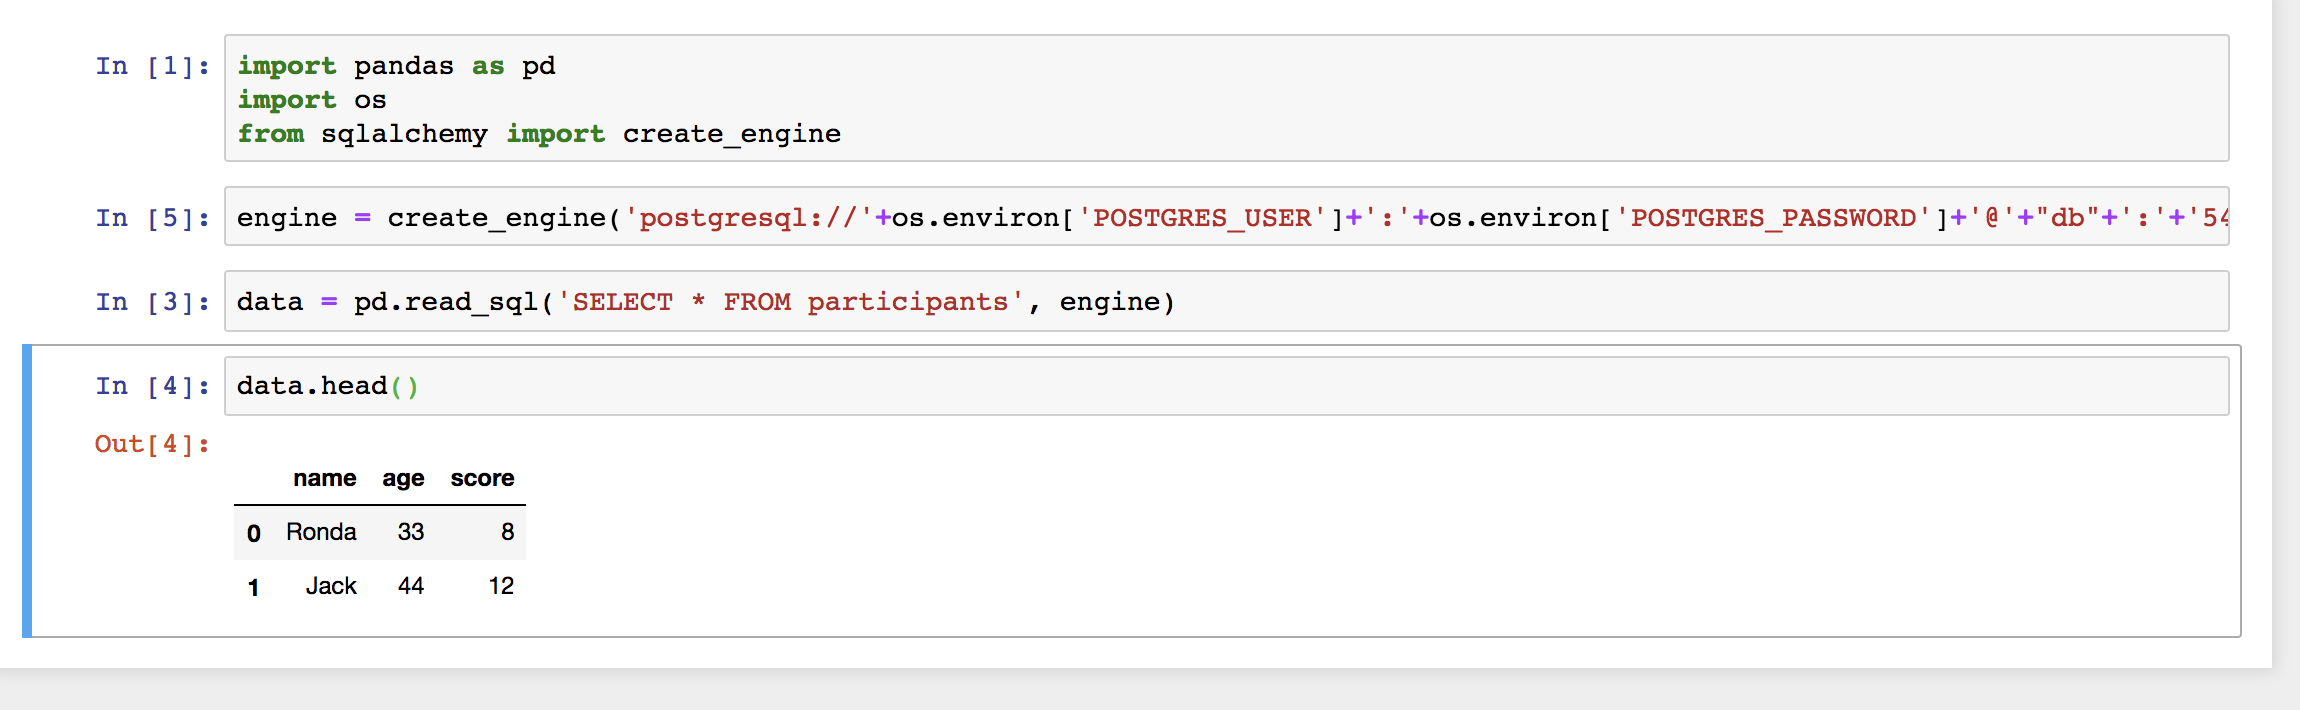 In [1]: import pandas as pd
import os
from sqlalchemy import create_engine
In [5]: engine = create_engine('postgresql://'+os.environ['POSTGRES_USER']+':'+os.environ['POSTGRES_PASSWORD']+'@'+"db"+':'+'54
In [3]: data = pd.read_sql('SELECT * FROM participants', engine)
In [4]: data.head()
Out[4]:
name age score
0 Ronda 33 8
1 Jack 44 12